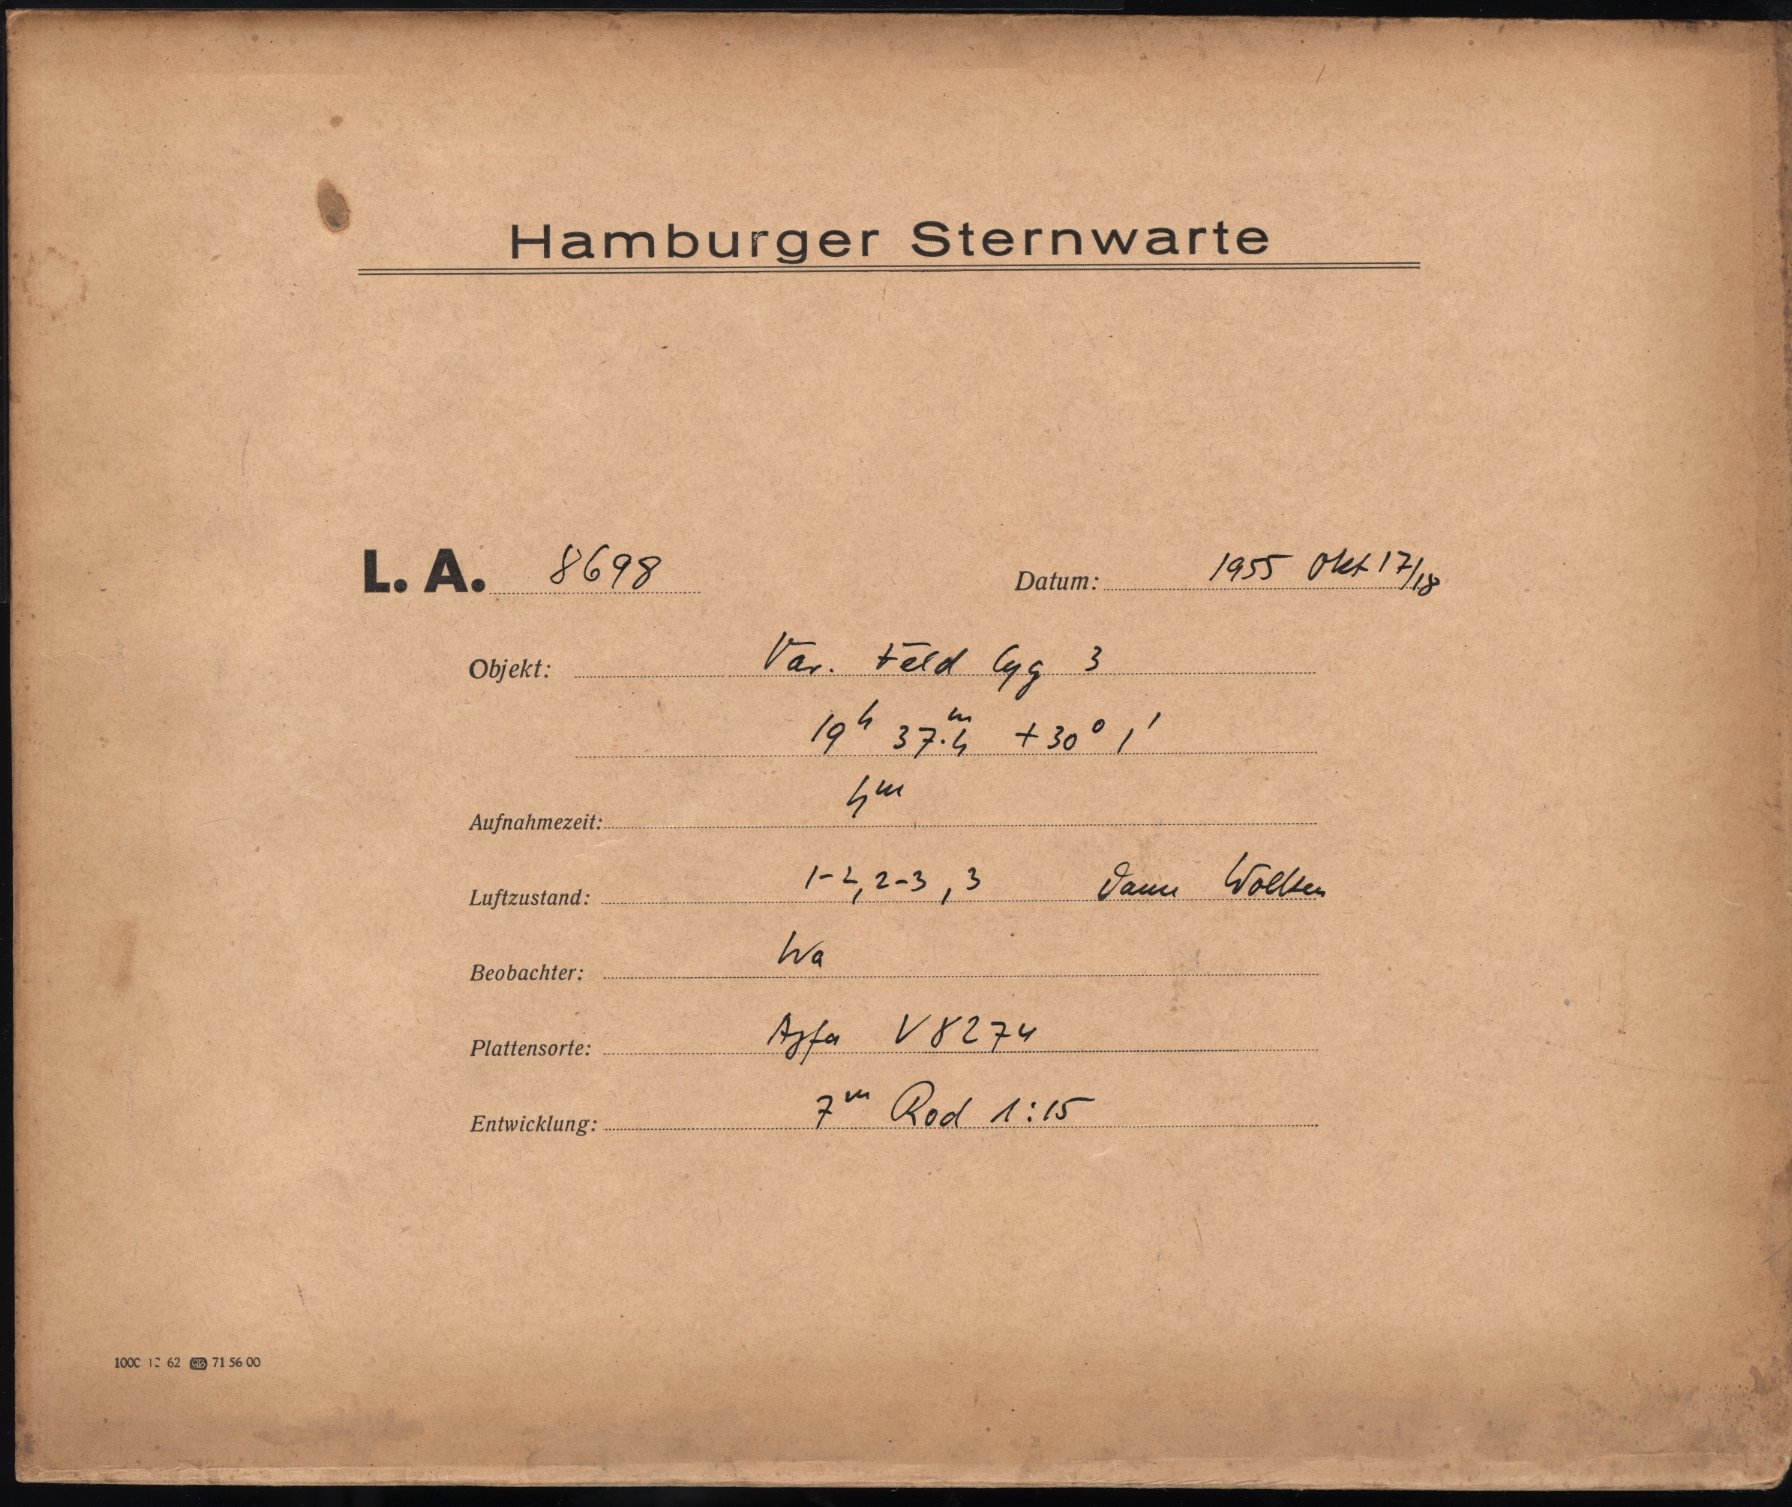 Hamburger Sternwarte
L. A. 8698 Datum: 1955 Okt 17/18
Objekt: Var. Feld Cyg 3
19h 37.4m +30° 1'
Aufnahmezeit: 4m
Luftzustand: 1-2, 2-3, 3 dann Wolken
Beobachter: Wa
Plattensorte: Agfa V8274
Entwicklung: 7m Rod 1:15
1000 12 62 71 56 00